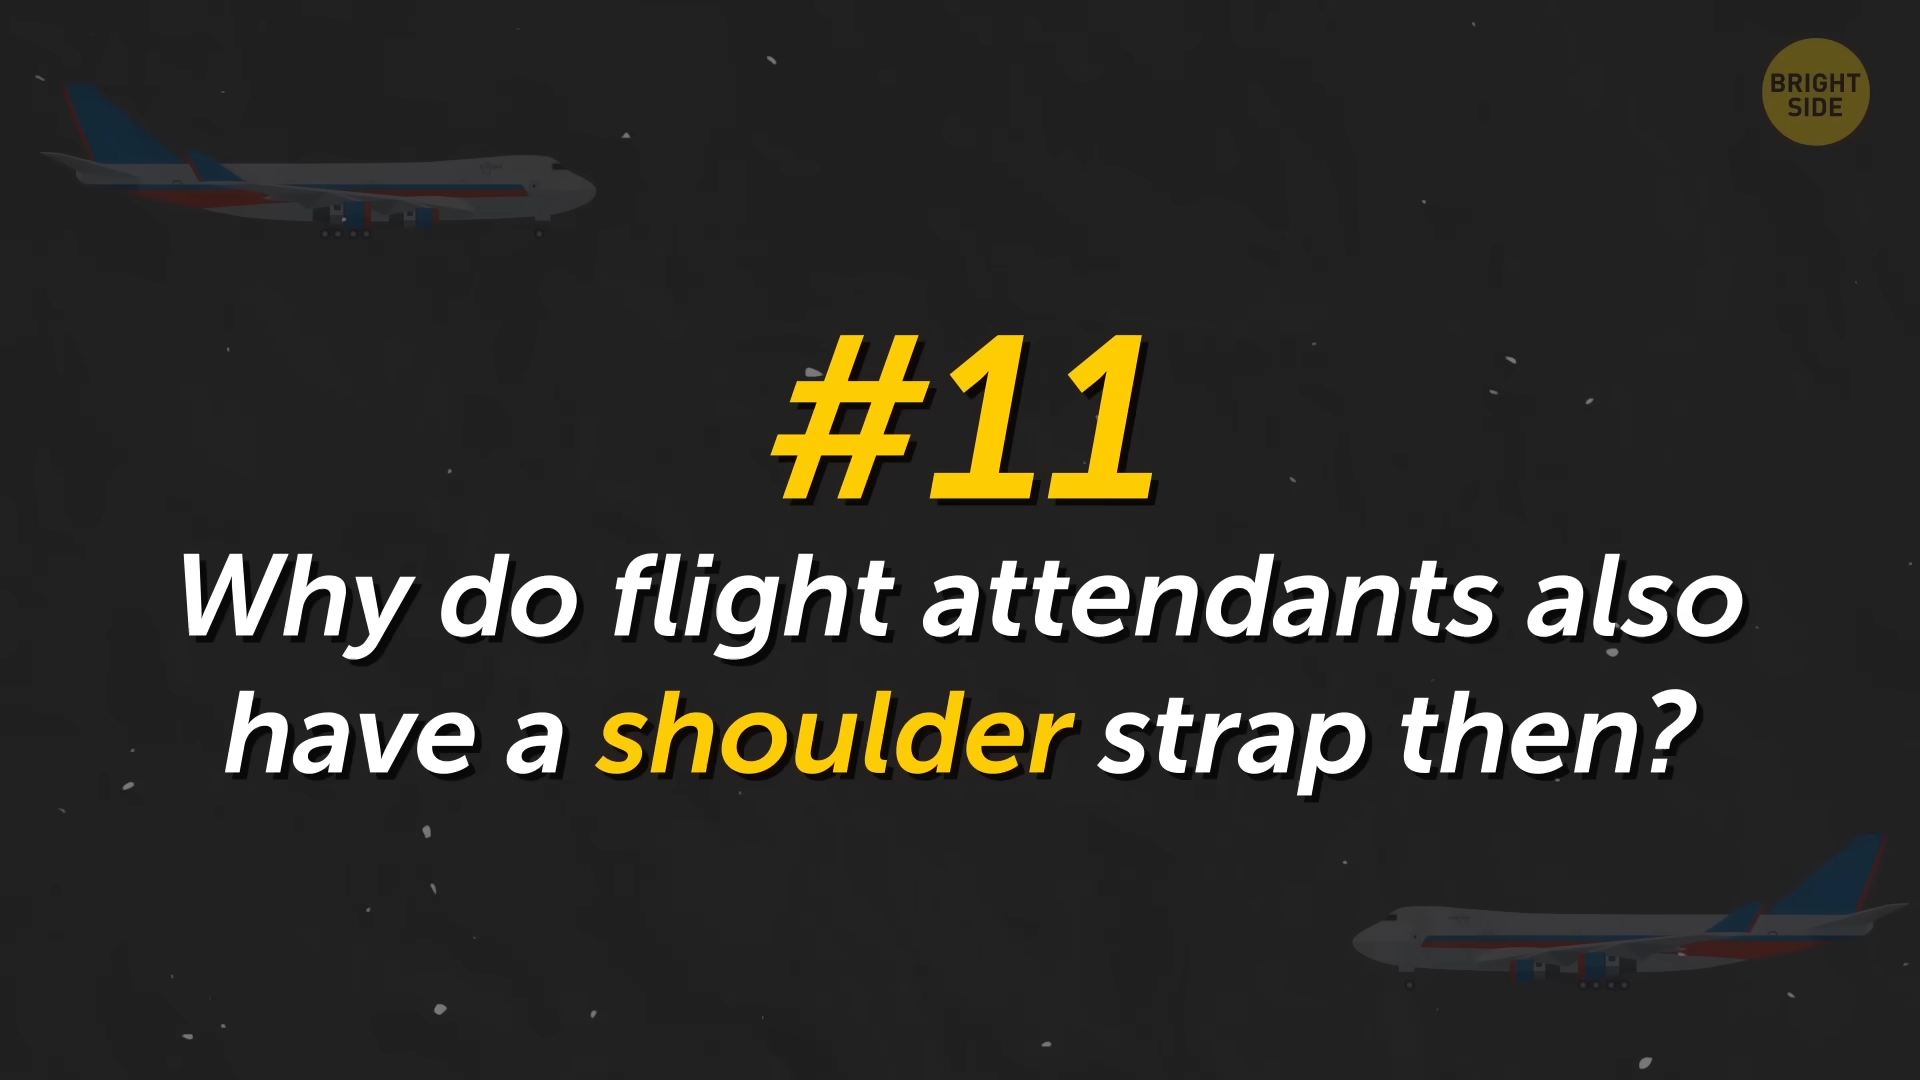 BRIGHT
SIDE
#11
Why do flight attendants also
have a shoulder strap then?